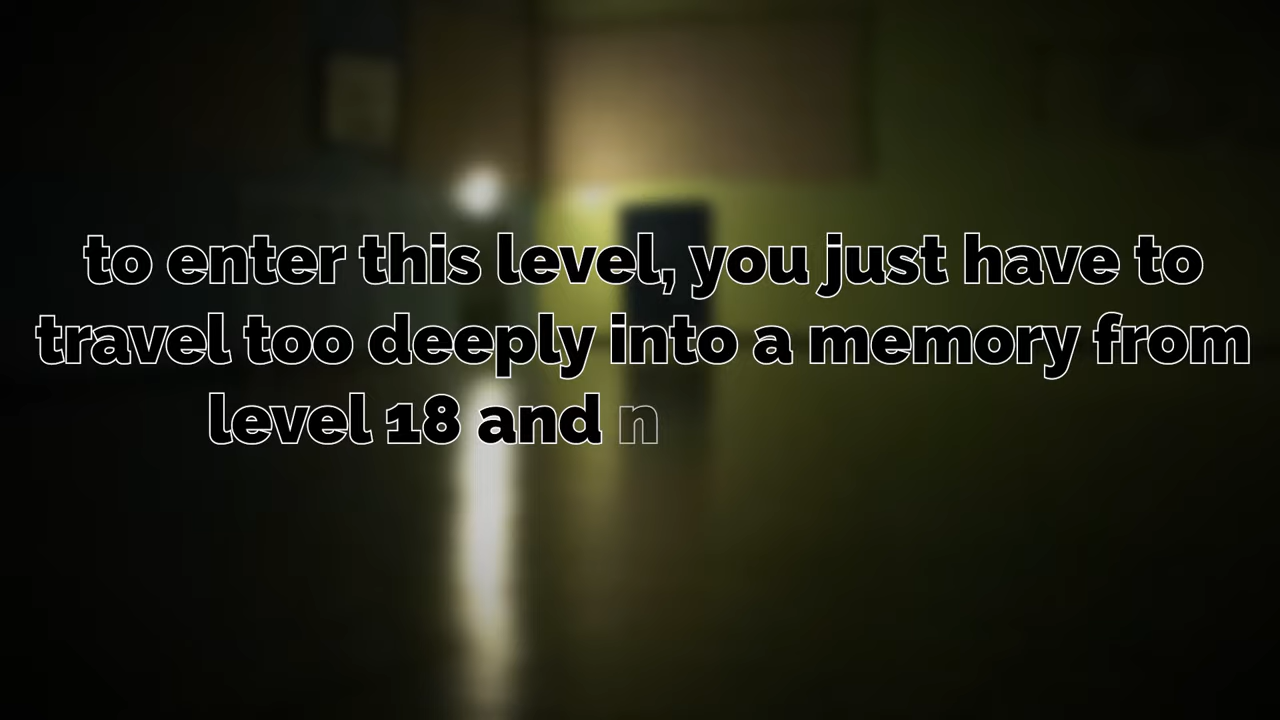 to enter this level, you just have to
travel too deeply into a memory from
level 18 and n